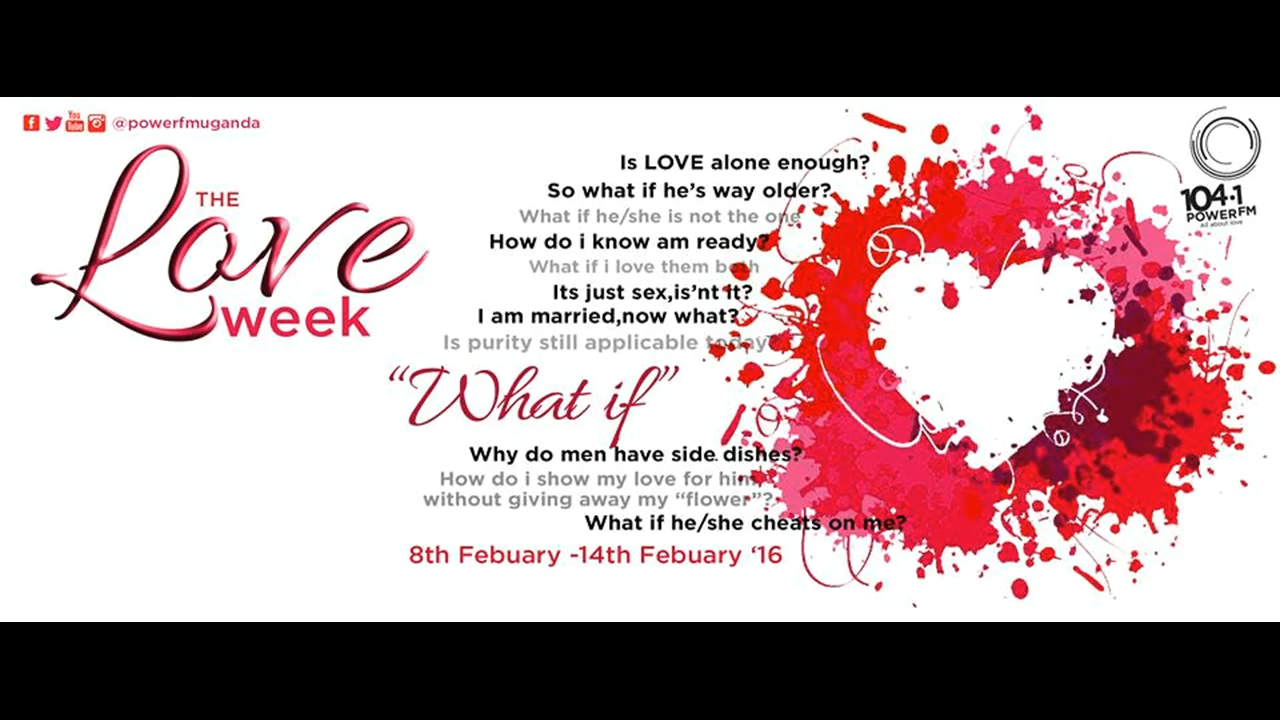 @powerfmuganda
THE
Love
week
Is LOVE alone enough?
So what if he's way older?
What if he/she is not the one
How do i know am ready?
What if i love them both
Its just sex,is'nt it?
I am married,now what?
Is purity still applicable today?
“What if”
Why do men have side dishes?
How do i show my love for him
without giving away my “flower”?
What if he/she cheats on me?
8th Febuary -14th Febuary ‘16
104.1
POWERFM
All about love